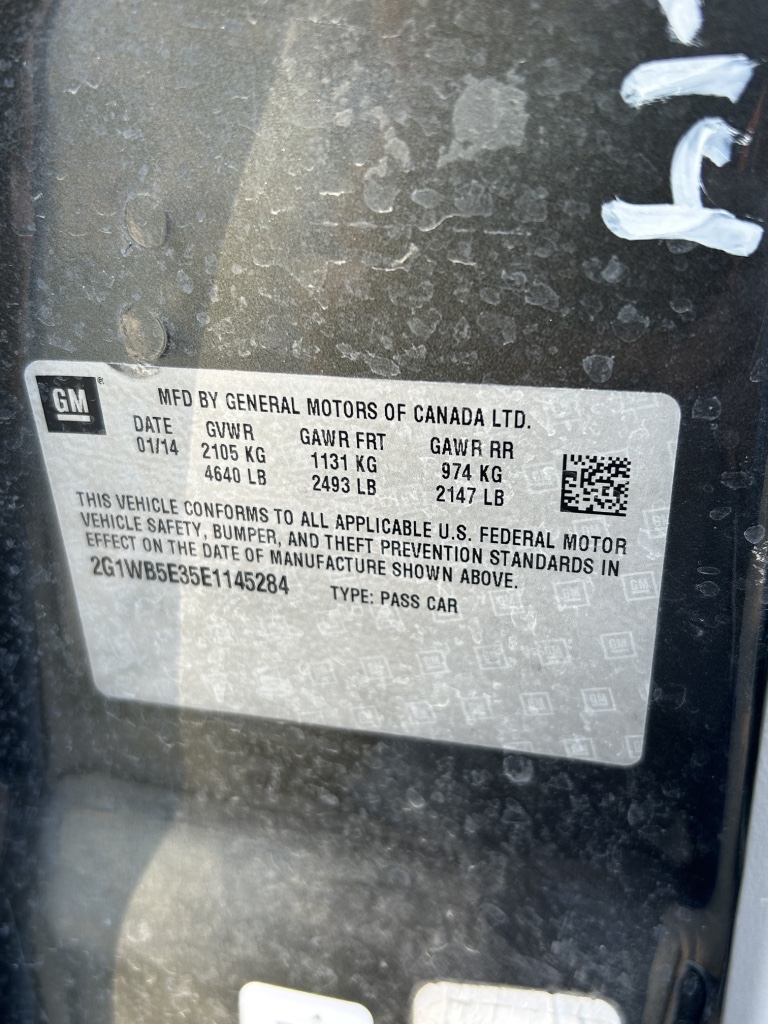 GM
MFD BY GENERAL MOTORS OF CANADA LTD.
DATE GVWR GAWR FRT GAWR RR
01/14 2105 KG 1131 KG 974 KG
4640 LB 2493 LB 2147 LB
THIS VEHICLE CONFORMS TO ALL APPLICABLE U.S. FEDERAL MOTOR
VEHICLE SAFETY, BUMPER, AND THEFT PREVENTION STANDARDS IN
EFFECT ON THE DATE OF MANUFACTURE SHOWN ABOVE.
2G1WB5E35E1145284 TYPE: PASS CAR